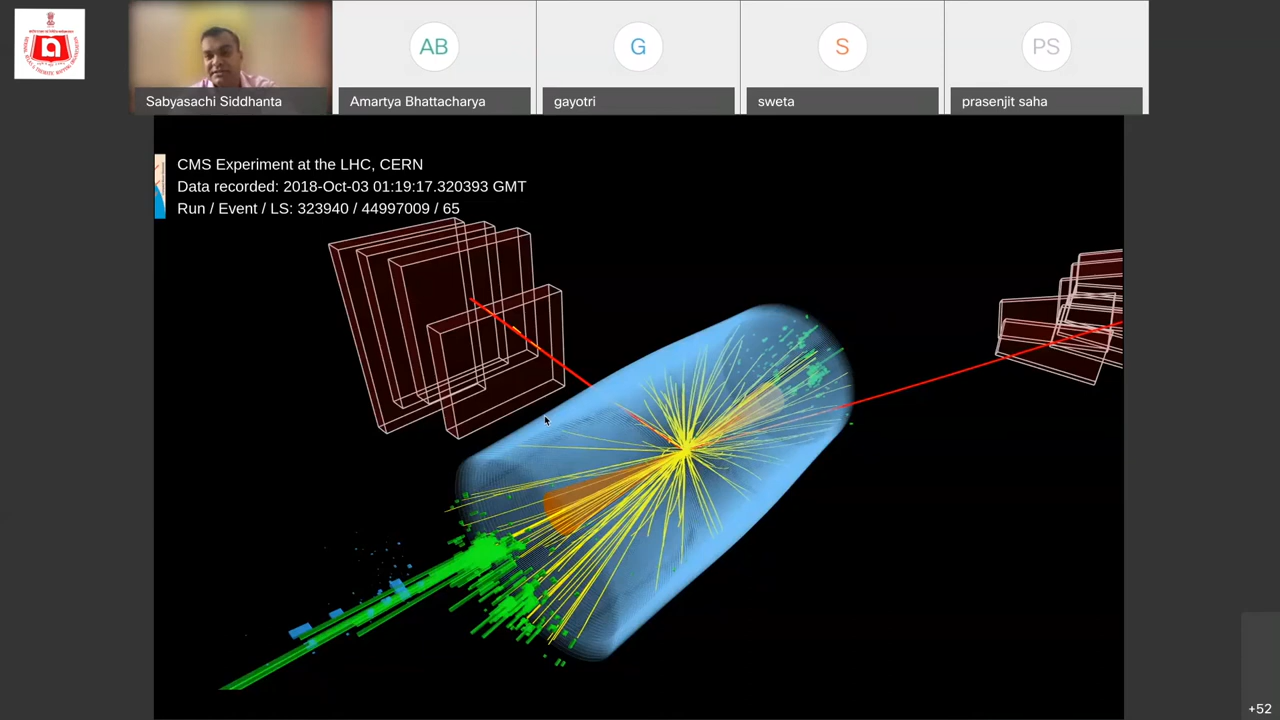 Sabyasachi Siddhanta
AB
Amartya Bhattacharya
G
gayotri
S
sweta
PS
prasenjit saha
CMS Experiment at the LHC, CERN
Data recorded: 2018-Oct-03 01:19:17.320393 GMT
Run / Event / LS: 323940 / 44997009 / 65
+52